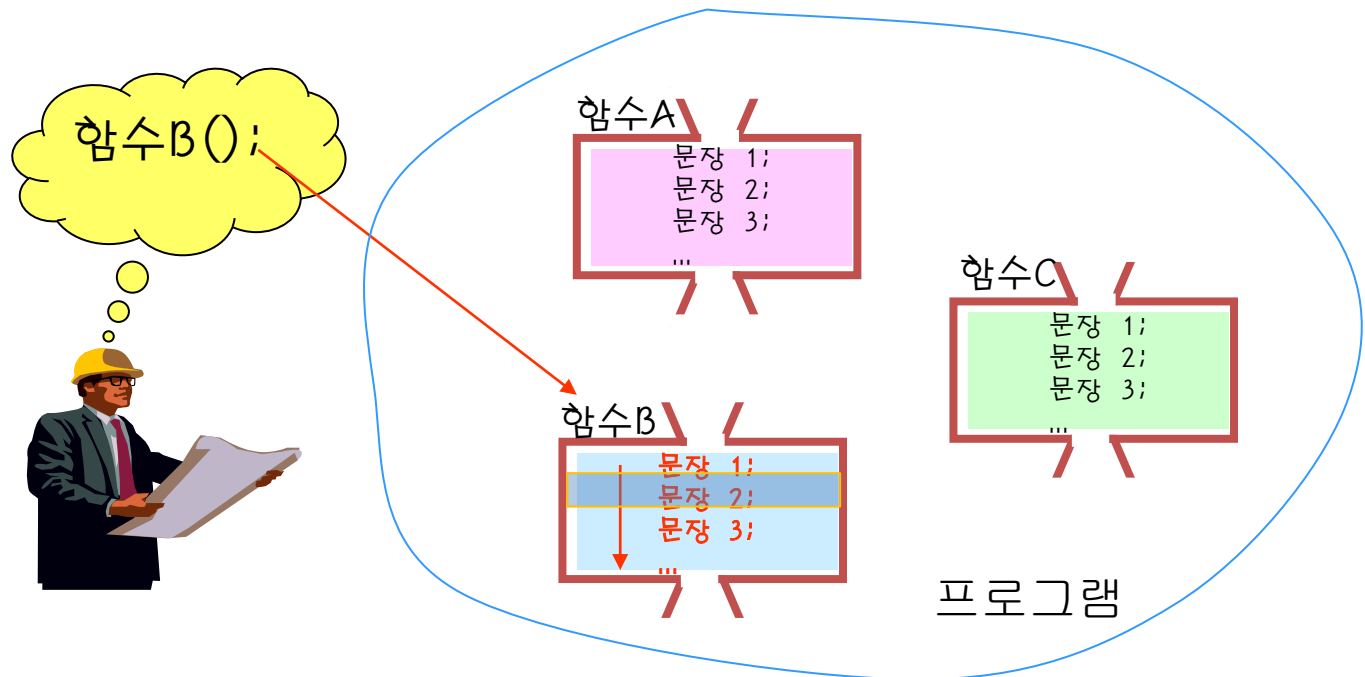 함수B();
함수A
문장 1;
문장 2;
문장 3;
...
함수C
문장 1;
문장 2;
문장 3;
...
함수B
문장 1;
문장 2;
문장 3;
...
프로그램